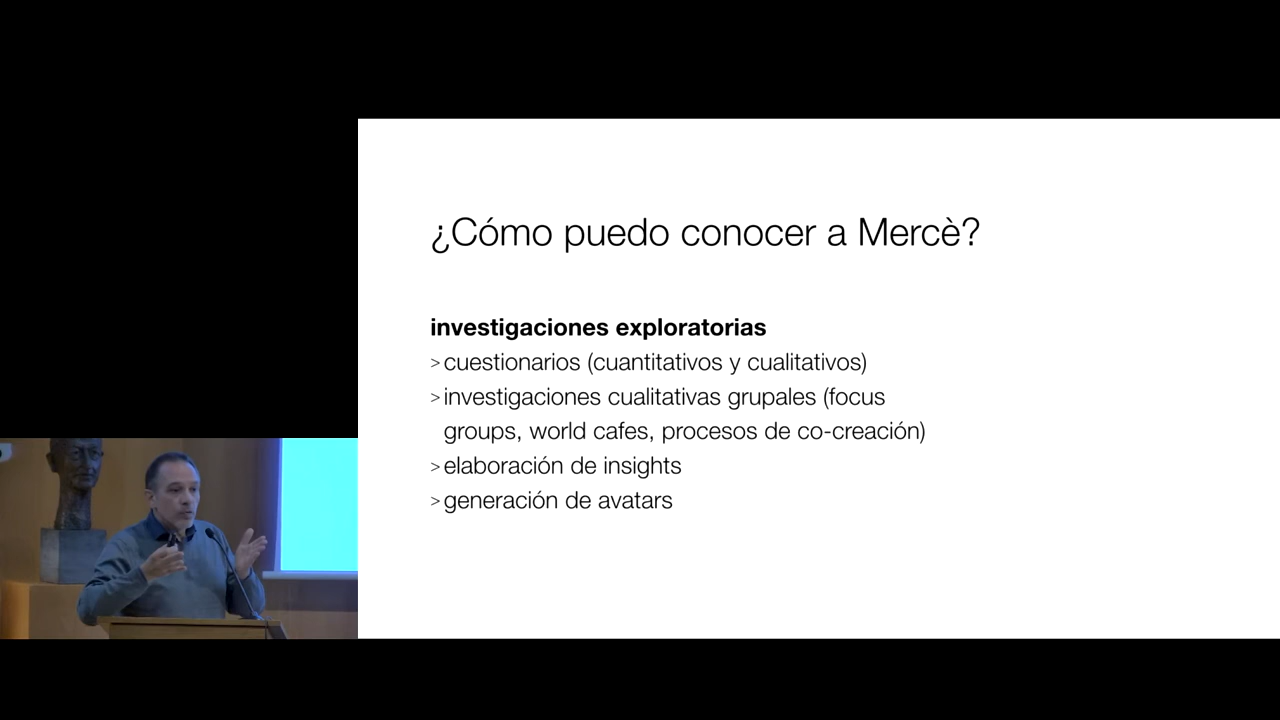 ¿Cómo puedo conocer a Mercè?
investigaciones exploratorias
> cuestionarios (cuantitativos y cualitativos)
> investigaciones cualitativas grupales (focus
groups, world cafes, procesos de co-creación)
> elaboración de insights
> generación de avatars